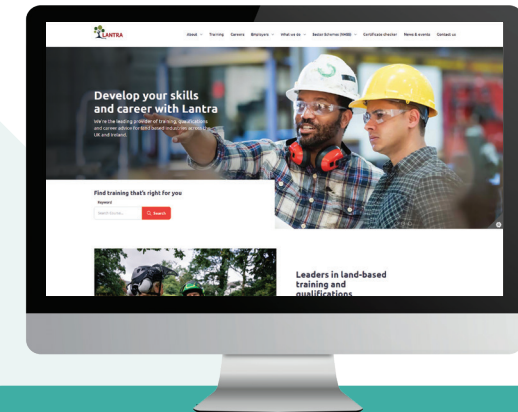 LANTRA
About Training Careers Employers What we do Sector Schemes (NHSS) Certificate checker News & events Contact us
Develop your skills
and career with Lantra
We're the leading provider of training, qualifications
and career advice for land based industries across the
UK and Ireland.
Find training that's right for you
Keyword
Search
Leaders in land-based
training and
qualifications